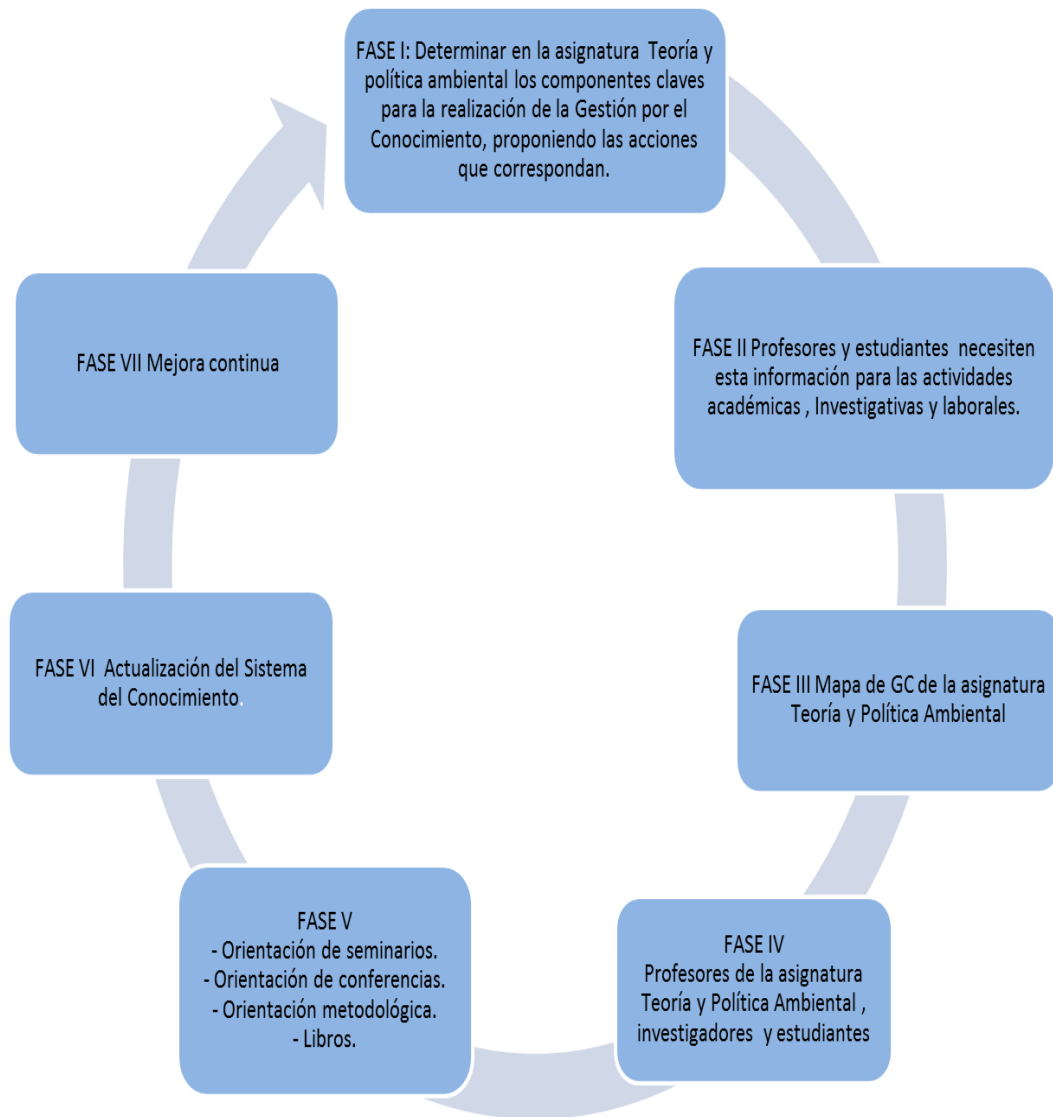 FASE I: Determinar en la asignatura Teoría y
política ambiental los componentes claves
para la realización de la Gestión por el
Conocimiento, proponiendo las acciones
que correspondan.
FASE II Profesores y estudiantes necesiten
esta información para las actividades
académicas , Investigativas y laborales.
FASE III Mapa de GC de la asignatura
Teoría y Política Ambiental
FASE IV
Profesores de la asignatura
Teoría y Política Ambiental ,
investigadores y estudiantes
FASE V
- Orientación de seminarios.
- Orientación de conferencias.
- Orientación metodológica.
- Libros.
FASE VI Actualización del Sistema
del Conocimiento.
FASE VII Mejora continua